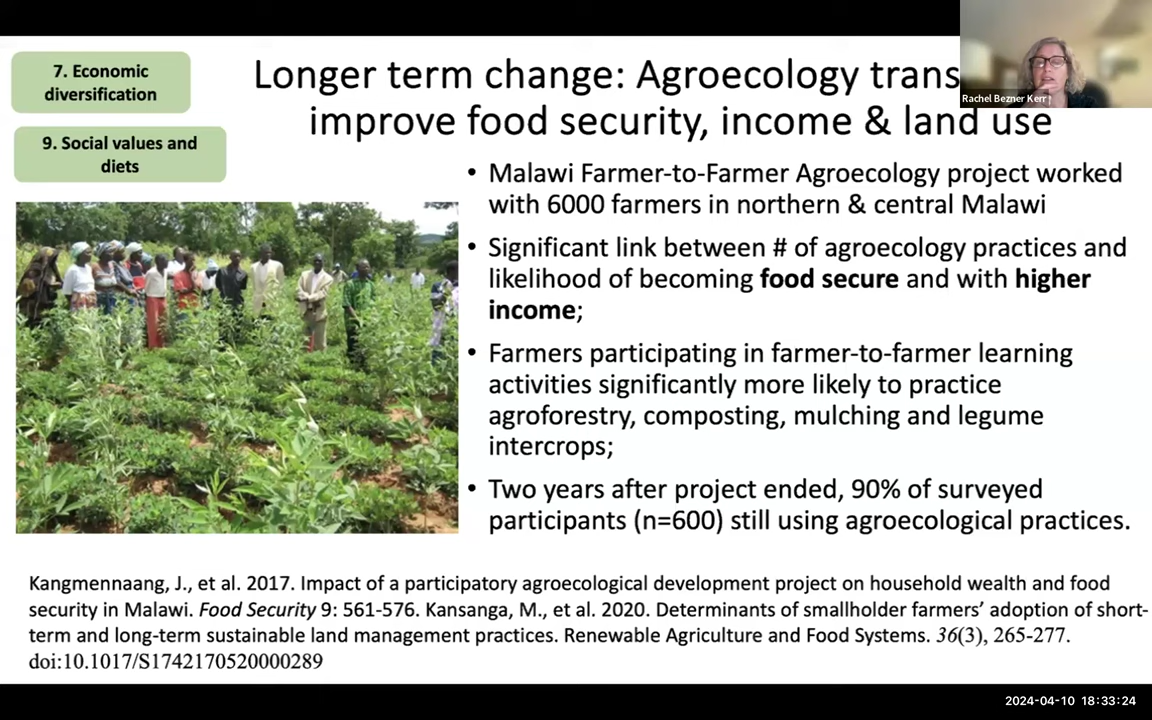 7. Economic
diversification
9. Social values and
diets
Longer term change: Agroecology trans
improve food security, income & land use
Rachel Bezner Kerr
• Malawi Farmer-to-Farmer Agroecology project worked
with 6000 farmers in northern & central Malawi
• Significant link between # of agroecology practices and
likelihood of becoming food secure and with higher
income;
• Farmers participating in farmer-to-farmer learning
activities significantly more likely to practice
agroforestry, composting, mulching and legume
intercrops;
• Two years after project ended, 90% of surveyed
participants (n=600) still using agroecological practices.
Kangmennaang, J., et al. 2017. Impact of a participatory agroecological development project on household wealth and food
security in Malawi. Food Security 9: 561-576. Kansanga, M., et al. 2020. Determinants of smallholder farmers’ adoption of short-
term and long-term sustainable land management practices. Renewable Agriculture and Food Systems. 36(3), 265-277.
doi:10.1017/S1742170520000289
2024-04-10 18:33:24